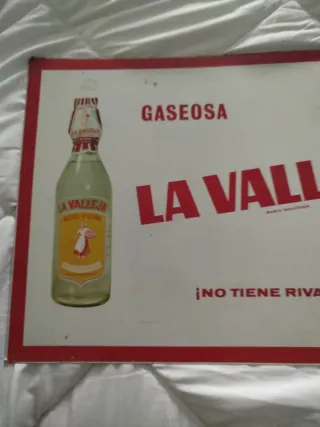 GASEOSA
LA VALL
¡NO TIENE RIVA
LA VALLEJA